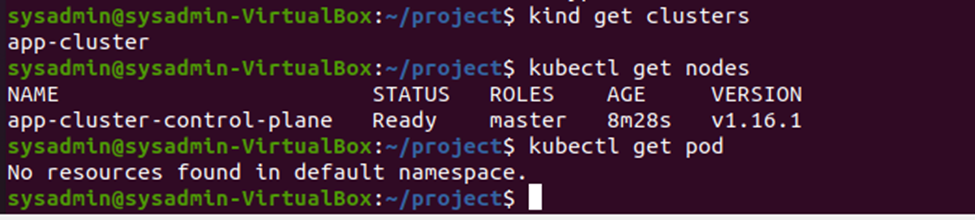 sysadmin@sysadmin-VirtualBox:~/project$ kind get clusters
app-cluster
sysadmin@sysadmin-VirtualBox:~/project$ kubectl get nodes
NAME                        STATUS   ROLES    AGE     VERSION
app-cluster-control-plane   Ready    master   8m28s   v1.16.1
sysadmin@sysadmin-VirtualBox:~/project$ kubectl get pod
No resources found in default namespace.
sysadmin@sysadmin-VirtualBox:~/project$